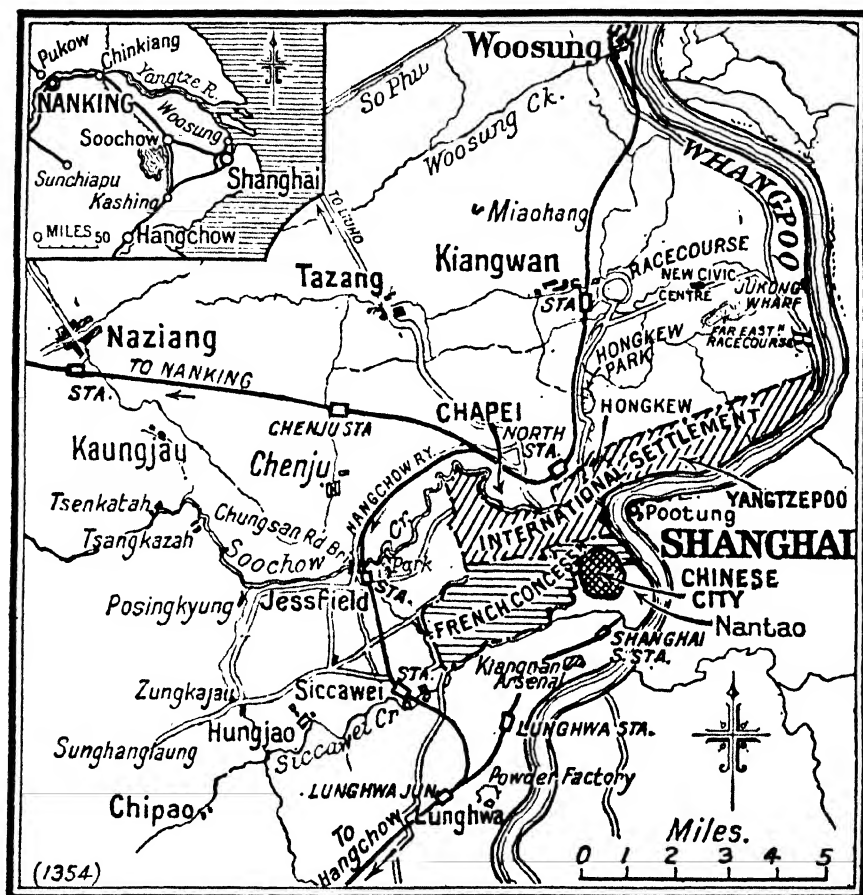 Pukow
Chinkiang
Yangtze R.
NANKING
Woosung
Soochow
Shanghai
Sunchiapu
Kashing
Hangchow
0 MILES 50
Woosung
So Phu
Woosung Ck.
WHANGPOO
R.
TO LIUHO
Miaohang
Tazang
Kiangwan
RACECOURSE
NEW CIVIC
CENTRE
JUKONG
WHARF
STA
FAR EASTN
RACECOURSE
Naziang
TO NANKING
STA.
HONGKEW
PARK
CHAPEI
HONGKEW
CHENJU STA
NORTH
STA.
Kaungjau
Chenju
HANGCHOW RY.
INTERNATIONAL SETTLEMENT
YANGTZEPOO
Tsenkatah
Chungsan Rd Br.
Tsangkazah
Soochow Cr
Pootung
SHANGHAI
Park
STA.
Posingkyung
Jessfield
FRENCH CONCESN
CHINESE
CITY
Nantao
SHANGHAI
S. STA.
Kiangnan
Arsenal
STA.
Zungkajau
Siccawei
Hungjao
Siccawei Cr
LUNGHWA STA.
Sunghangtaung
Powder Factory
LUNGHWA JUN.
Lunghwa
Chipao
To
Hangchow
Miles.
0 1 2 3 4 5
(1354)